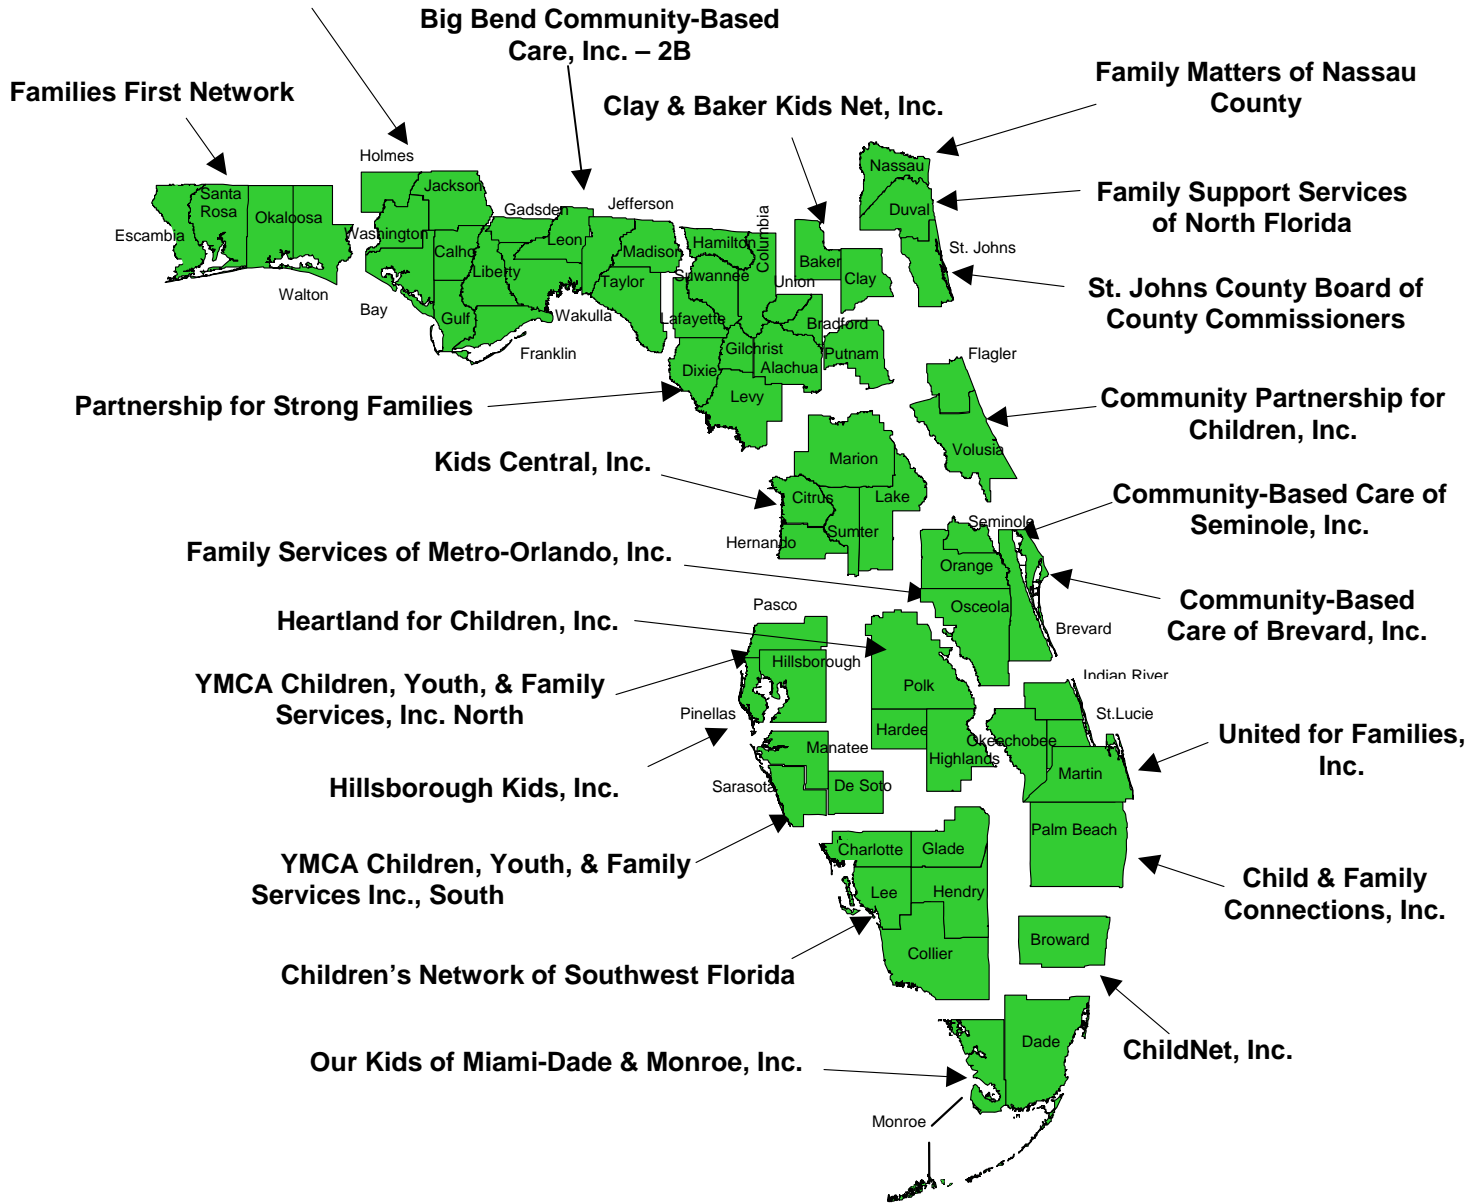 Big Bend Community-Based
Care, Inc. – 2B
Families First Network
Clay & Baker Kids Net, Inc.
Family Matters of Nassau
County
Holmes
Jackson
Nassau
Santa
Rosa
Okaloosa
Escambia
Walton
Washington
Gadsden
Jefferson
Leon
Madison
Calho
Liberty
Taylor
Bay
Gulf
Wakulla
Franklin
Hamilton
Columbia
Suwannee
Union
Lafayette
Bradford
Gilchrist
Alachua
Dixie
Levy
Baker
Clay
Putnam
Duval
St. Johns
Family Support Services
of North Florida
St. Johns County Board of
County Commissioners
Flagler
Volusia
Partnership for Strong Families
Community Partnership for
Children, Inc.
Kids Central, Inc.
Marion
Citrus
Lake
Sumter
Hernando
Community-Based Care of
Seminole, Inc.
Seminole
Family Services of Metro-Orlando, Inc.
Orange
Osceola
Brevard
Community-Based
Care of Brevard, Inc.
Heartland for Children, Inc.
Pasco
Hillsborough
YMCA Children, Youth, & Family
Services, Inc. North
Pinellas
Polk
Hardee
Highlands
Indian River
St.Lucie
Okeechobee
Martin
United for Families,
Inc.
Hillsborough Kids, Inc.
Manatee
Sarasota
De Soto
Palm Beach
YMCA Children, Youth, & Family
Services Inc., South
Charlotte
Glade
Lee
Hendry
Collier
Child & Family
Connections, Inc.
Broward
Children’s Network of Southwest Florida
ChildNet, Inc.
Dade
Our Kids of Miami-Dade & Monroe, Inc.
Monroe